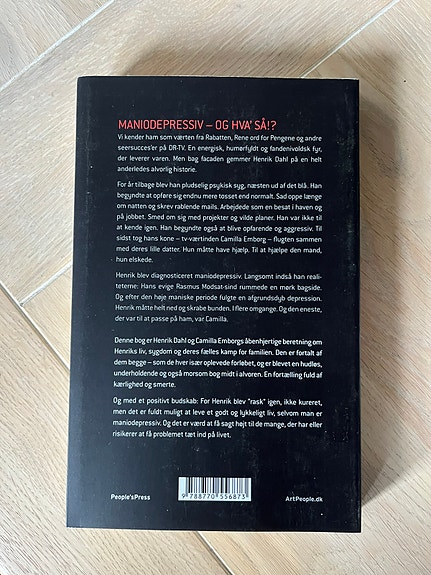 MANIODEPRESSIV – OG HVA' SÅ!?
Vi kender ham som værten fra Rabatten, Rene ord for Pengene og andre
seersucces'er på DR-TV. En energisk, humørfyldt og fandenivoldsk fyr,
der leverer varen. Men bag facaden gemmer Henrik Dahl på en helt
anderledes alvorlig historie.
For år tilbage blev han pludselig psykisk syg, næsten ud af det blå. Han
begyndte at opføre sig endnu mere tosset end normalt. Sad oppe længe
om natten og skrev rablende mails. Arbejdede som en besat i haven og
på jobbet. Smed om sig med projekter og vilde planer. Han var ikke til
at kende igen. Han begyndte også at blive opfarende og aggressiv. Til
sidst tog hans kone – tv-værtinden Camilla Emborg – flugten sammen
med deres lille datter. Hun måtte have hjælp. Til at hjælpe den mand,
hun elskede.
Henrik blev diagnosticeret maniodepressiv. Langsomt indså han reali-
teterne: Hans evige Rasmus Modsat-sind rummede en mørk bagside.
Og efter den høje maniske periode fulgte en afgrundsdyb depression.
Henrik måtte helt ned og skrabe bunden. I flere omgange. Og den eneste,
der var til at passe på ham, var Camilla.
Denne bog er Henrik Dahl og Camilla Emborgs åbenhjertige beretning om
Henriks liv, sygdom og deres fælles kamp for familien. Den er fortalt af
dem begge – som de hver især oplevede forløbet, og er blevet en hudløs,
underholdende og også morsom bog midt i alvoren. En fortælling fuld af
kærlighed og smerte.
Og med et positivt budskab: For Henrik blev "rask" igen, ikke kureret,
men det er fuldt muligt at leve et godt og lykkeligt liv, selvom man er
maniodepressiv. Og det er værd at få sagt højt til de mange, der har eller
risikerer at få problemet tæt ind på livet.
People'sPress
ArtPeople.dk
9 788770 556873